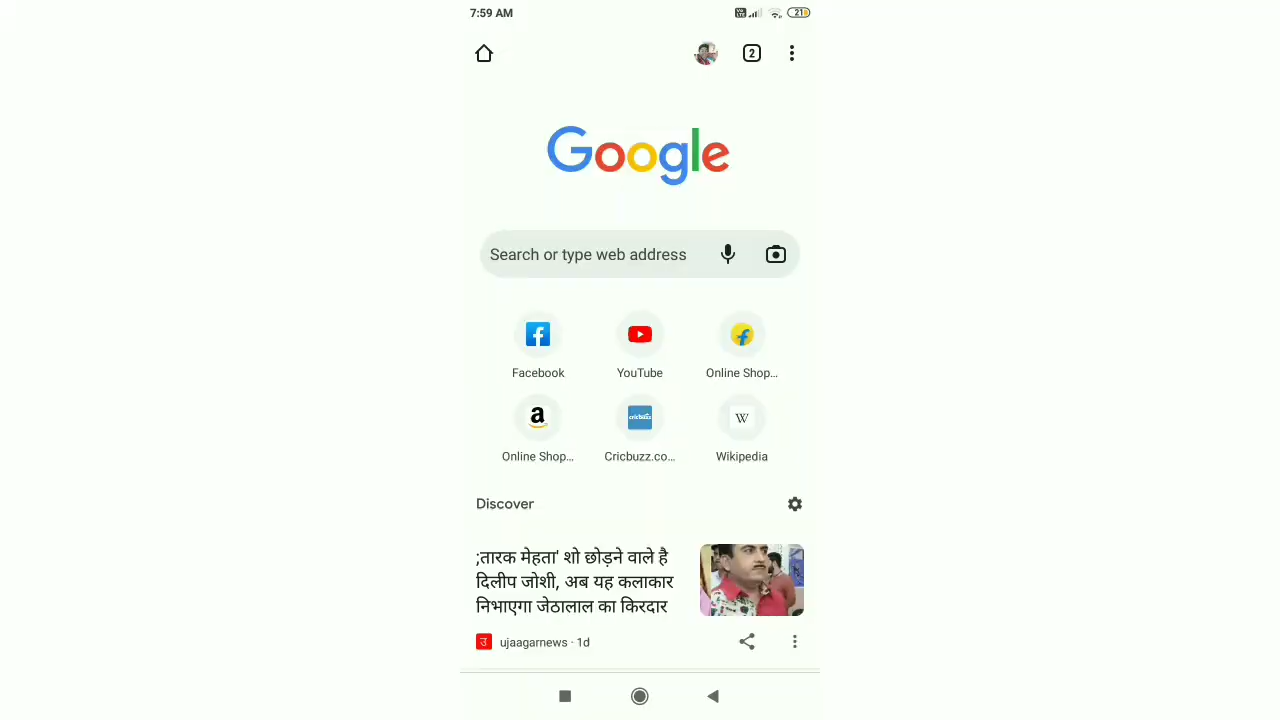 7:59 AM
21
2
Google
Search or type web address
Facebook
YouTube
Online Shop...
Online Shop...
Cricbuzz.co...
Wikipedia
Discover
;तारक मेहता' शो छोड़ने वाले है
दिलीप जोशी, अब यह कलाकार
निभाएगा जेठालाल का किरदार
उ ujaagarnews · 1d